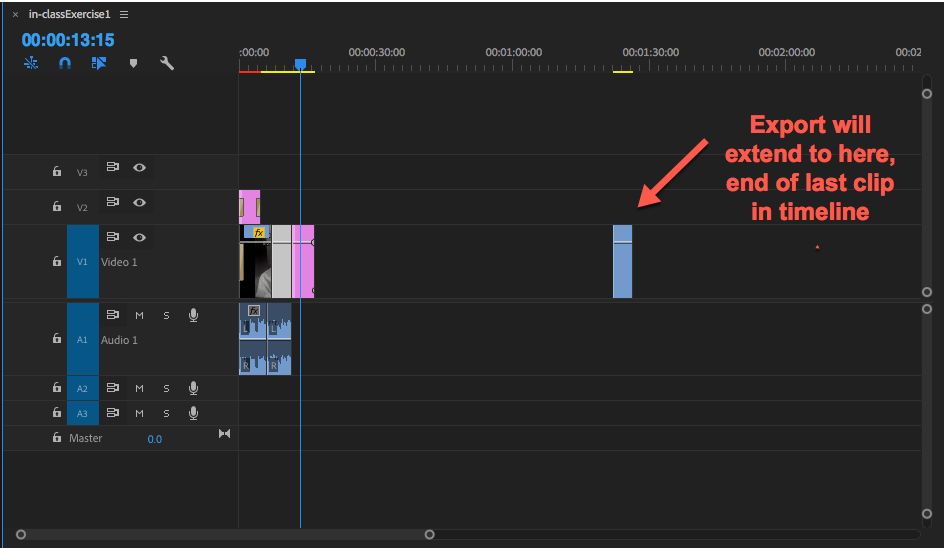 × in-classExercise1
00:00:13:15
:00:00 00:00:30:00 00:01:00:00 00:01:30:00 00:02:00:00 00:02
Export will
extend to here,
end of last clip
in timeline
V3
V2
fx
V1 Video 1
M S
fx
L L
A1 Audio 1
R R
A2 M S
A3 M S
Master 0.0